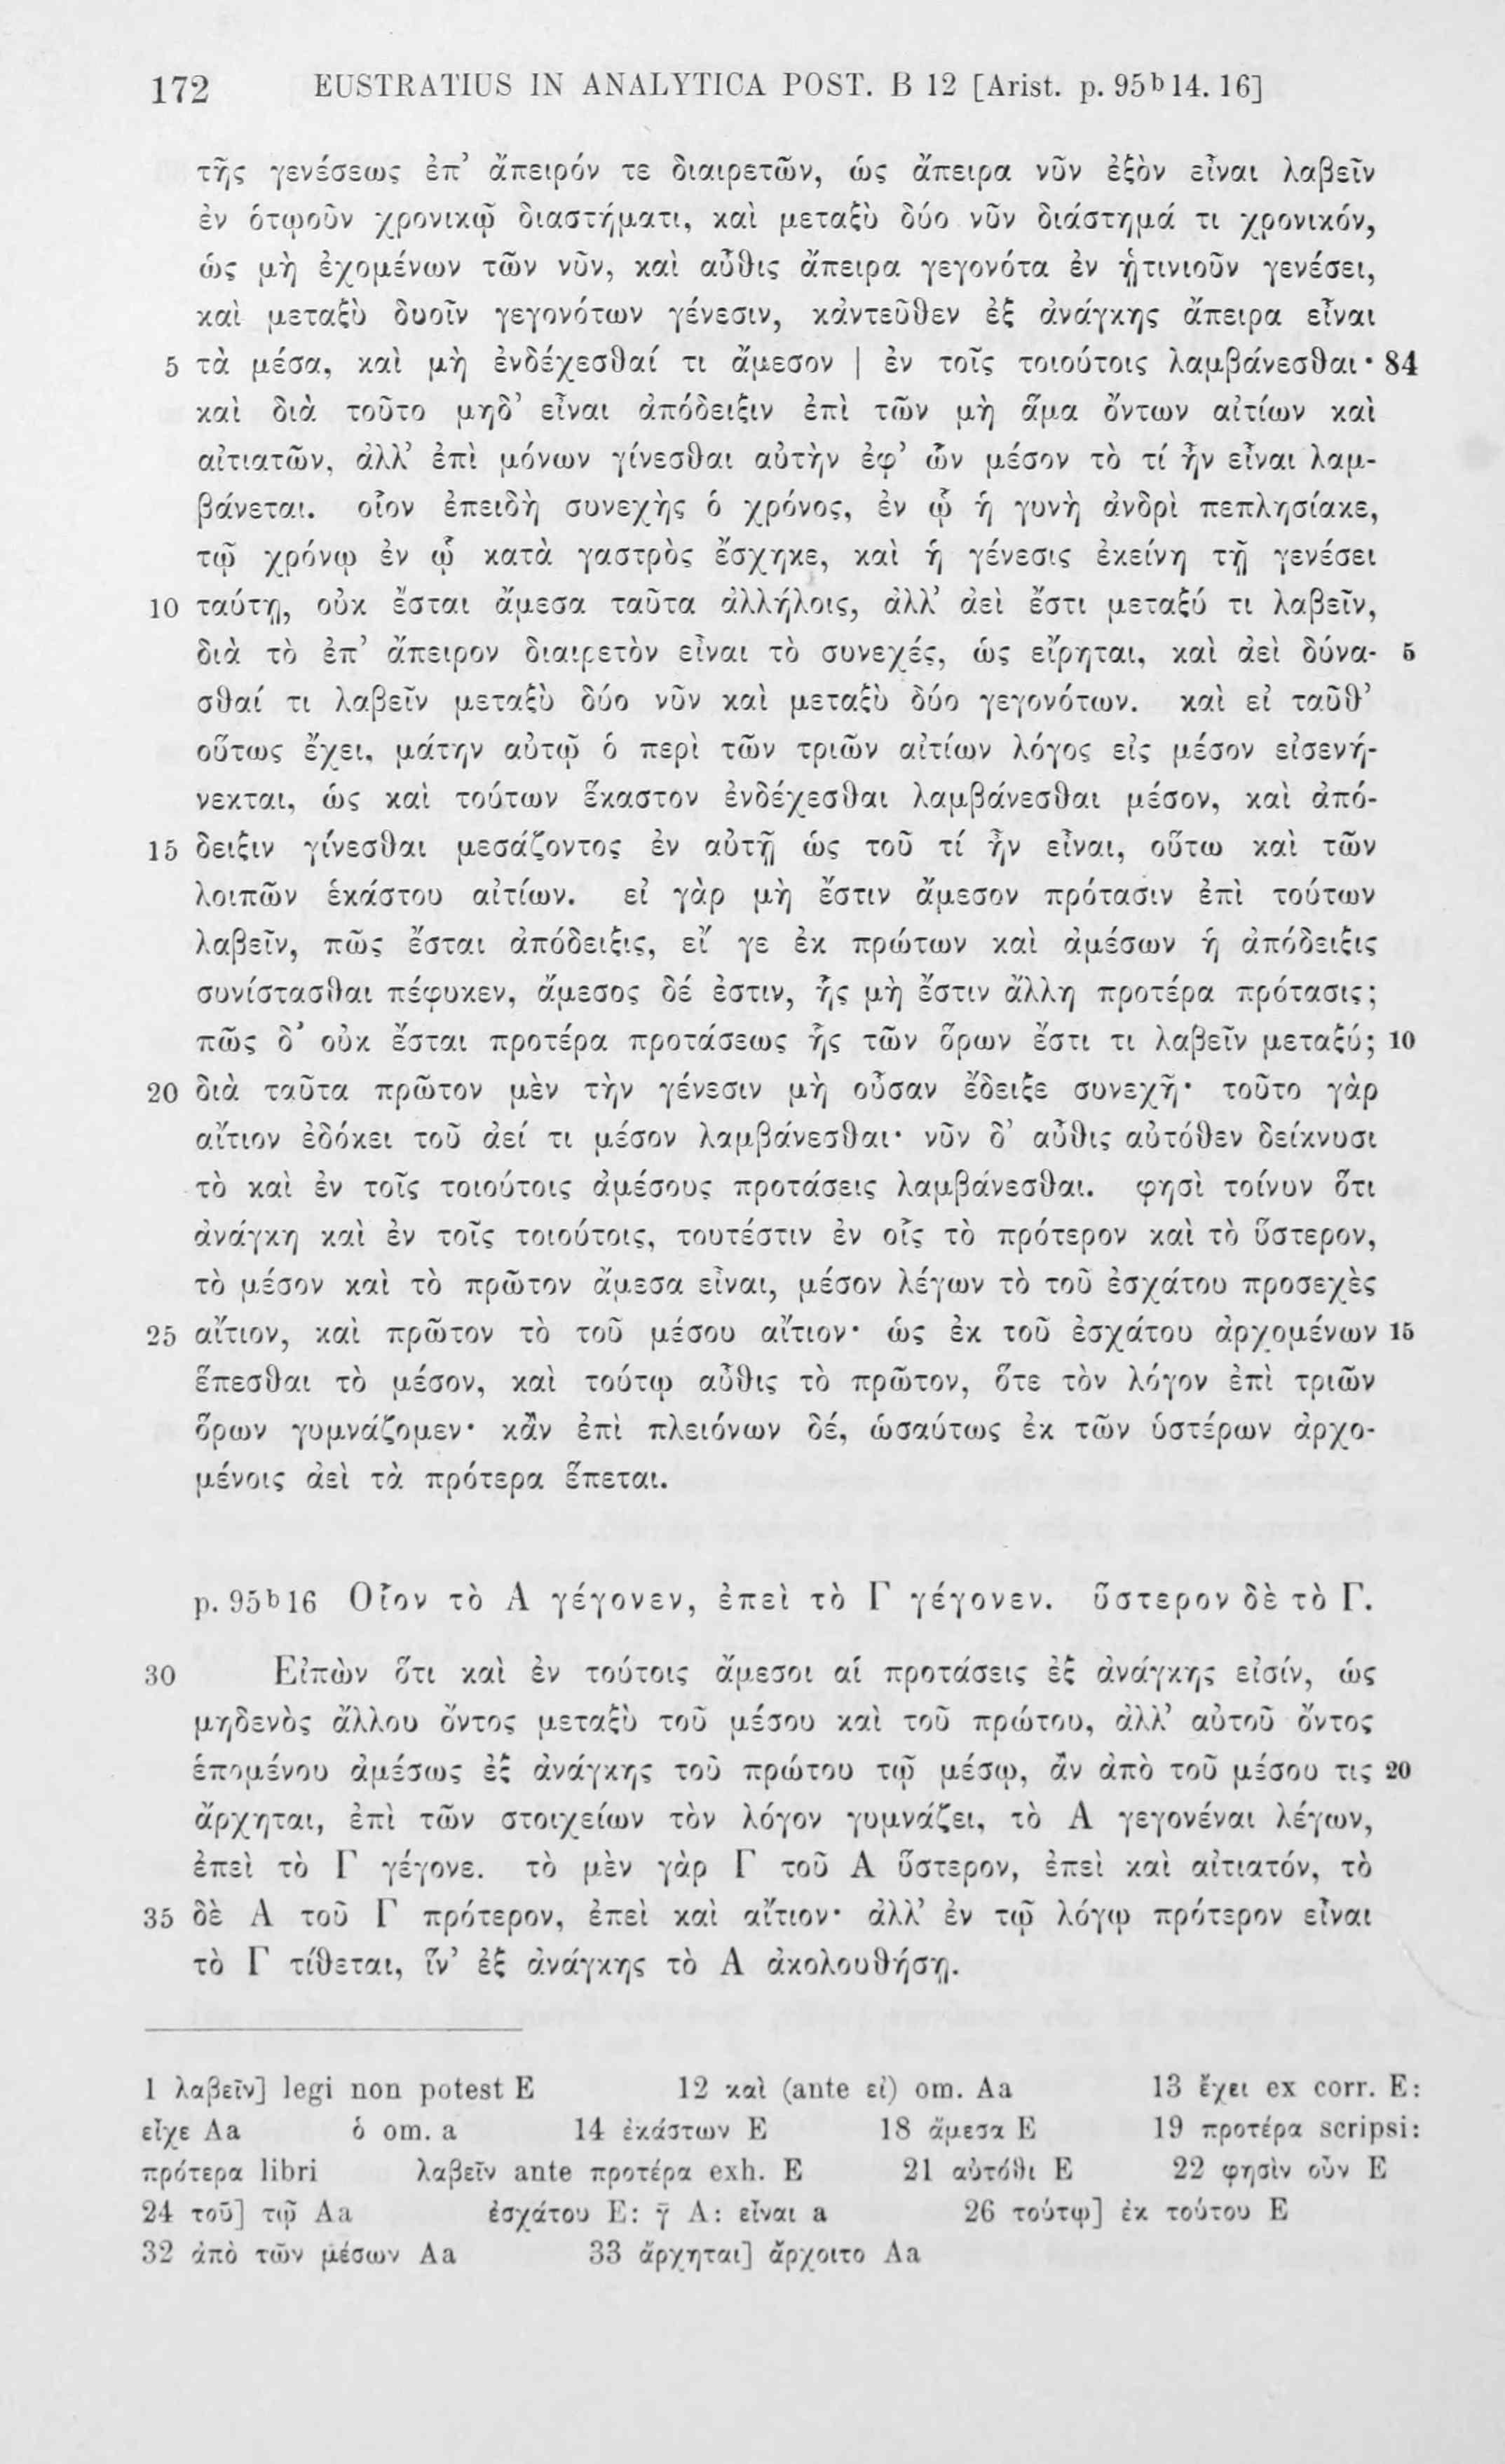 172 EUSTRATIUS IN ANALYTICA POST. B 12 [Arist. p. 95ᵇ14. 16]
τῆς γενέσεως ἐπ’ ἄπειρόν τε διαιρετῶν, ὡς ἄπειρα νῦν ἐξὸν εἶναι λαβεῖν
ἐν ὁτῳοῦν χρονικῷ διαστήματι, καὶ μεταξὺ δύο νῦν διάστημά τι χρονικόν,
ὡς μὴ ἐχομένων τῶν νῦν, καὶ αὖθις ἄπειρα γεγονότα ἐν ᾑτινιοῦν γενέσει,
καὶ μεταξὺ δυοῖν γεγονότων γένεσιν, κἀντεῦθεν ἐξ ἀνάγκης ἄπειρα εἶναι
5 τὰ μέσα, καὶ μὴ ἐνδέχεσθαί τι ἄμεσον | ἐν τοῖς τοιούτοις λαμβάνεσθαι· 84
καὶ διὰ τοῦτο μηδ’ εἶναι ἀπόδειξιν ἐπὶ τῶν μὴ ἅμα ὄντων αἰτίων καὶ
αἰτιατῶν, ἀλλ’ ἐπὶ μόνων γίνεσθαι αὐτὴν ἐφ’ ὧν μέσον τὸ τί ἦν εἶναι λαμ-
βάνεται. οἷον ἐπειδὴ συνεχὴς ὁ χρόνος, ἐν ᾧ ἡ γυνὴ ἀνδρὶ πεπλησίακε,
τῷ χρόνῳ ἐν ᾧ κατὰ γαστρὸς ἔσχηκε, καὶ ἡ γένεσις ἐκείνη τῇ γενέσει
10 ταύτῃ, οὐκ ἔσται ἄμεσα ταῦτα ἀλλήλοις, ἀλλ’ ἀεὶ ἔστι μεταξύ τι λαβεῖν,
διὰ τὸ ἐπ’ ἄπειρον διαιρετὸν εἶναι τὸ συνεχές, ὡς εἴρηται, καὶ ἀεὶ δύνα- 5
σθαί τι λαβεῖν μεταξὺ δύο νῦν καὶ μεταξὺ δύο γεγονότων. καὶ εἰ ταῦθ’
οὕτως ἔχει, μάτην αὐτῷ ὁ περὶ τῶν τριῶν αἰτίων λόγος εἰς μέσον εἰσενή-
νεκται, ὡς καὶ τούτων ἕκαστον ἐνδέχεσθαι λαμβάνεσθαι μέσον, καὶ ἀπό-
15 δειξιν γίνεσθαι μεσάζοντος ἐν αὐτῇ ὡς τοῦ τί ἦν εἶναι, οὕτω καὶ τῶν
λοιπῶν ἑκάστου αἰτίων. εἰ γὰρ μὴ ἔστιν ἄμεσον πρότασιν ἐπὶ τούτων
λαβεῖν, πῶς ἔσται ἀπόδειξις, εἴ γε ἐκ πρώτων καὶ ἀμέσων ἡ ἀπόδειξις
συνίστασθαι πέφυκεν, ἄμεσος δέ ἐστιν, ἧς μὴ ἔστιν ἄλλη προτέρα πρότασις;
πῶς δ’ οὐκ ἔσται προτέρα προτάσεως ἧς τῶν ὅρων ἔστι τι λαβεῖν μεταξύ; 10
20 διὰ ταῦτα πρῶτον μὲν τὴν γένεσιν μὴ οὖσαν ἔδειξε συνεχῆ· τοῦτο γὰρ
αἴτιον ἐδόκει τοῦ ἀεί τι μέσον λαμβάνεσθαι· νῦν δ’ αὖθις αὐτόθεν δείκνυσι
τὸ καὶ ἐν τοῖς τοιούτοις ἀμέσους προτάσεις λαμβάνεσθαι. φησὶ τοίνυν ὅτι
ἀνάγκη καὶ ἐν τοῖς τοιούτοις, τουτέστιν ἐν οἷς τὸ πρότερον καὶ τὸ ὕστερον,
τὸ μέσον καὶ τὸ πρῶτον ἄμεσα εἶναι, μέσον λέγων τὸ τοῦ ἐσχάτου προσεχὲς
25 αἴτιον, καὶ πρῶτον τὸ τοῦ μέσου αἴτιον· ὡς ἐκ τοῦ ἐσχάτου ἀρχομένων 15
ἕπεσθαι τὸ μέσον, καὶ τούτῳ αὖθις τὸ πρῶτον, ὅτε τὸν λόγον ἐπὶ τριῶν
ὅρων γυμνάζομεν· κἂν ἐπὶ πλειόνων δέ, ὡσαύτως ἐκ τῶν ὑστέρων ἀρχο-
μένοις ἀεὶ τὰ πρότερα ἕπεται.
p. 95ᵇ16 Οἷον τὸ Α γέγονεν, ἐπεὶ τὸ Γ γέγονεν. ὕστερον δὲ τὸ Γ.
30 Εἰπὼν ὅτι καὶ ἐν τούτοις ἄμεσοι αἱ προτάσεις ἐξ ἀνάγκης εἰσίν, ὡς
μηδενὸς ἄλλου ὄντος μεταξὺ τοῦ μέσου καὶ τοῦ πρώτου, ἀλλ’ αὐτοῦ ὄντος
ἑπομένου ἀμέσως ἐξ ἀνάγκης τοῦ πρώτου τῷ μέσῳ, ἂν ἀπὸ τοῦ μέσου τις 20
ἄρχηται, ἐπὶ τῶν στοιχείων τὸν λόγον γυμνάζει, τὸ Α γεγονέναι λέγων,
ἐπεὶ τὸ Γ γέγονε. τὸ μὲν γὰρ Γ τοῦ Α ὕστερον, ἐπεὶ καὶ αἰτιατόν, τὸ
35 δὲ Α τοῦ Γ πρότερον, ἐπεὶ καὶ αἴτιον· ἀλλ’ ἐν τῷ λόγῳ πρότερον εἶναι
τὸ Γ τίθεται, ἵν’ ἐξ ἀνάγκης τὸ Α ἀκολουθήσῃ.
1 λαβεῖν] legi non potest E 12 καὶ (ante εἰ) om. Aa 13 ἔχει ex corr. E:
εἶχε Aa ὁ om. a 14 ἑκάστων E 18 ἄμεσα E 19 προτέρα scripsi:
πρότερα libri λαβεῖν ante προτέρα exh. E 21 αὐτόθι E 22 φησὶν οὖν E
24 τοῦ] τῷ Aa ἐσχάτου E: γ̄ A: εἶναι a 26 τούτῳ] ἐκ τούτου E
32 ἀπὸ τῶν μέσων Aa 33 ἄρχηται] ἄρχοιτο Aa